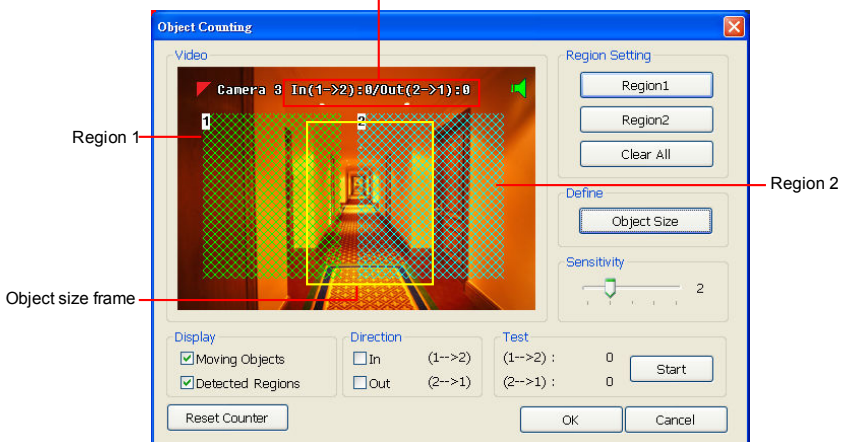 Object Counting
Video
Camera 3 In(1->2):0/Out(2->1):0
1
2
Region 1
Object size frame
Region 2
Region Setting
Region1
Region2
Clear All
Define
Object Size
Sensitivity
2
Display
Moving Objects
Detected Regions
Direction
In (1-->2)
Out (2-->1)
Test
(1-->2) : 0
(2-->1) : 0
Start
Reset Counter
OK
Cancel